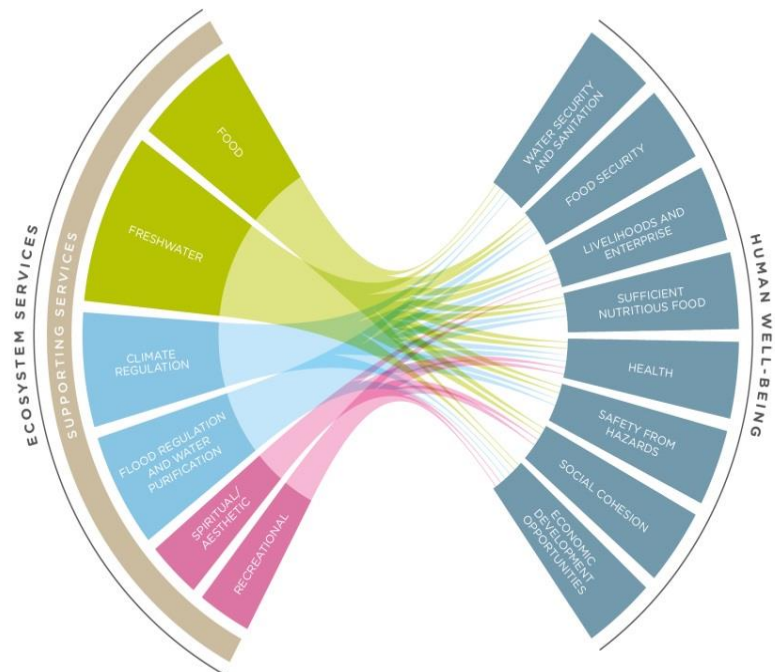 ECOSYSTEM SERVICES
SUPPORTING SERVICES
FOOD
FRESHWATER
CLIMATE
REGULATION
FLOOD REGULATION
AND WATER
PURIFICATION
SPIRITUAL/
AESTHETIC
RECREATIONAL
WATER SECURITY
AND SANITATION
FOOD SECURITY
LIVELIHOODS AND
ENTERPRISE
SUFFICIENT
NUTRITIOUS FOOD
HEALTH
SAFETY FROM
HAZARDS
SOCIAL COHESION
ECONOMIC
DEVELOPMENT
OPPORTUNITIES
HUMAN WELL-BEING